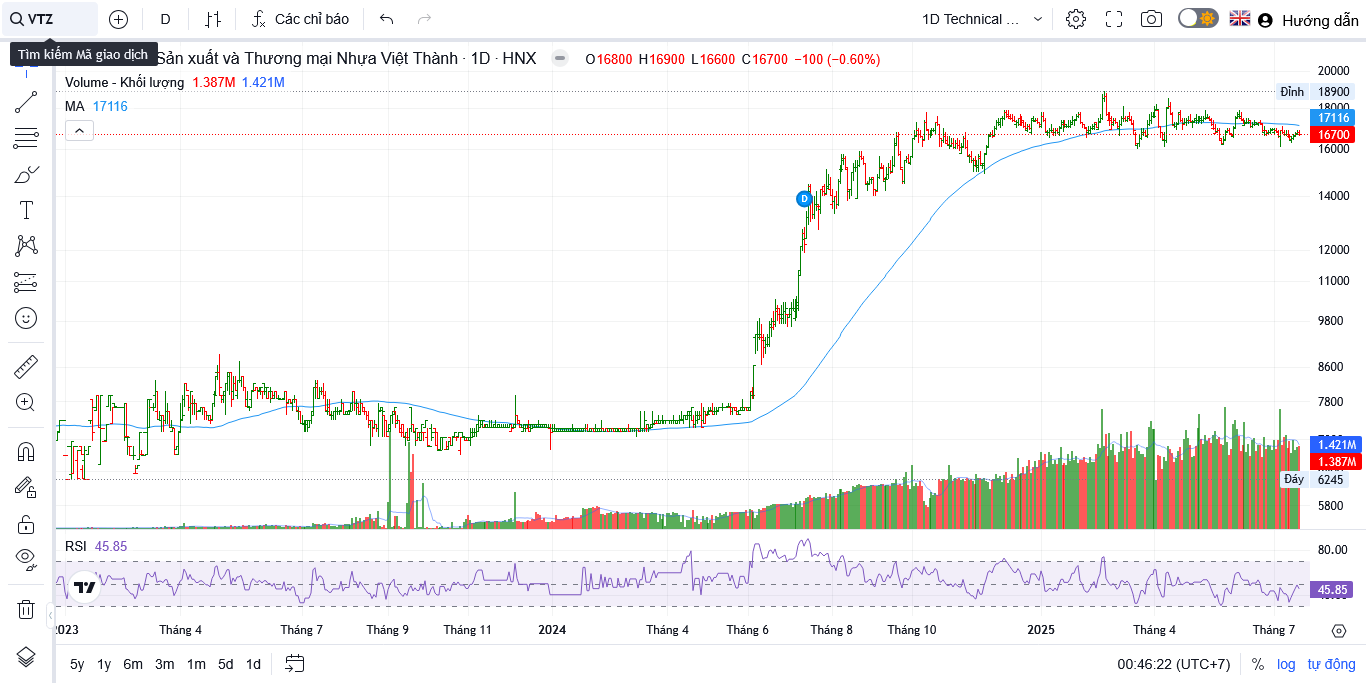 VTZ
D
Các chỉ báo
1D Technical ...
Hướng dẫn
Tìm kiếm Mã giao dịch
Sản xuất và Thương mại Nhựa Việt Thành · 1D · HNX
O16800 H16900 L16600 C16700 −100 (−0.60%)
Volume - Khối lượng 1.387M 1.421M
MA 17116
20000
Đỉnh 18900
18000
17116
16700
16000
14000
D
12000
11000
9800
8600
7800
1.421M
1.387M
Đáy 6245
5800
RSI 45.85
80.00
45.85
2023 Tháng 4 Tháng 7 Tháng 9 Tháng 11 2024 Tháng 4 Tháng 6 Tháng 8 Tháng 10 2025 Tháng 4 Tháng 7
5y 1y 6m 3m 1m 5d 1d
00:46:22 (UTC+7) % log tự động